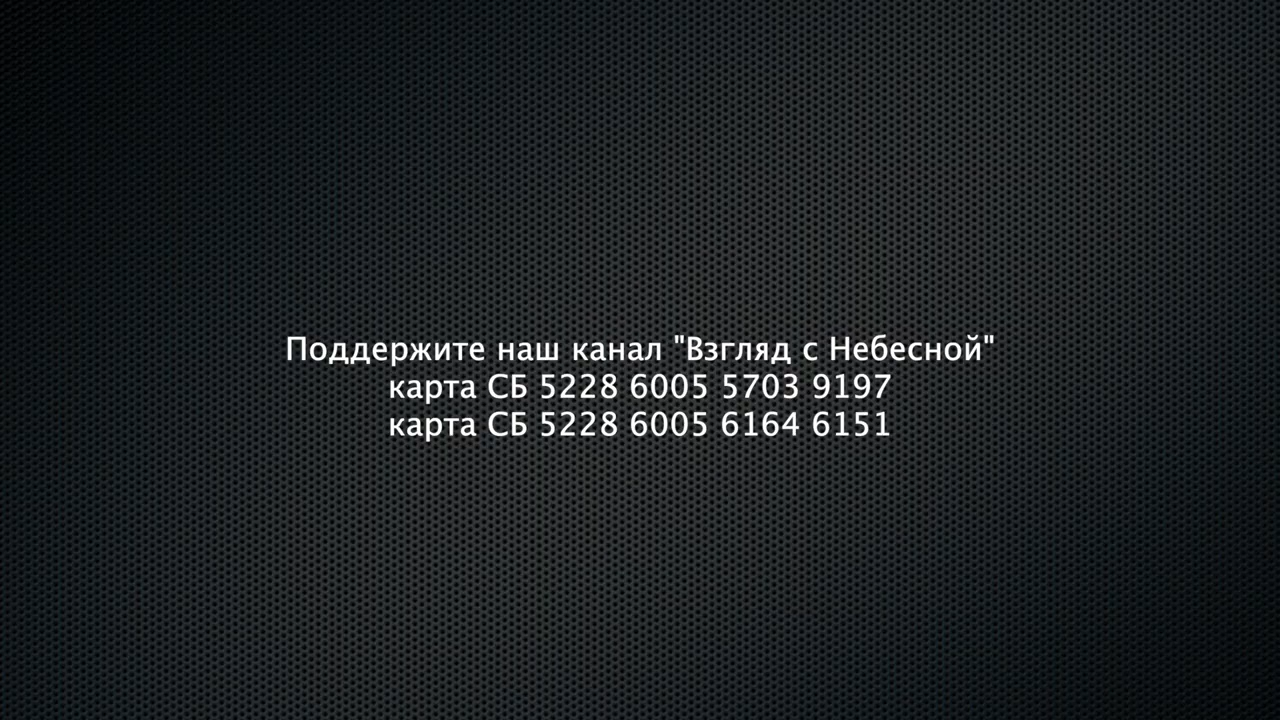 Поддержите наш канал "Взгляд с Небесной"
карта СБ 5228 6005 5703 9197
карта СБ 5228 6005 6164 6151